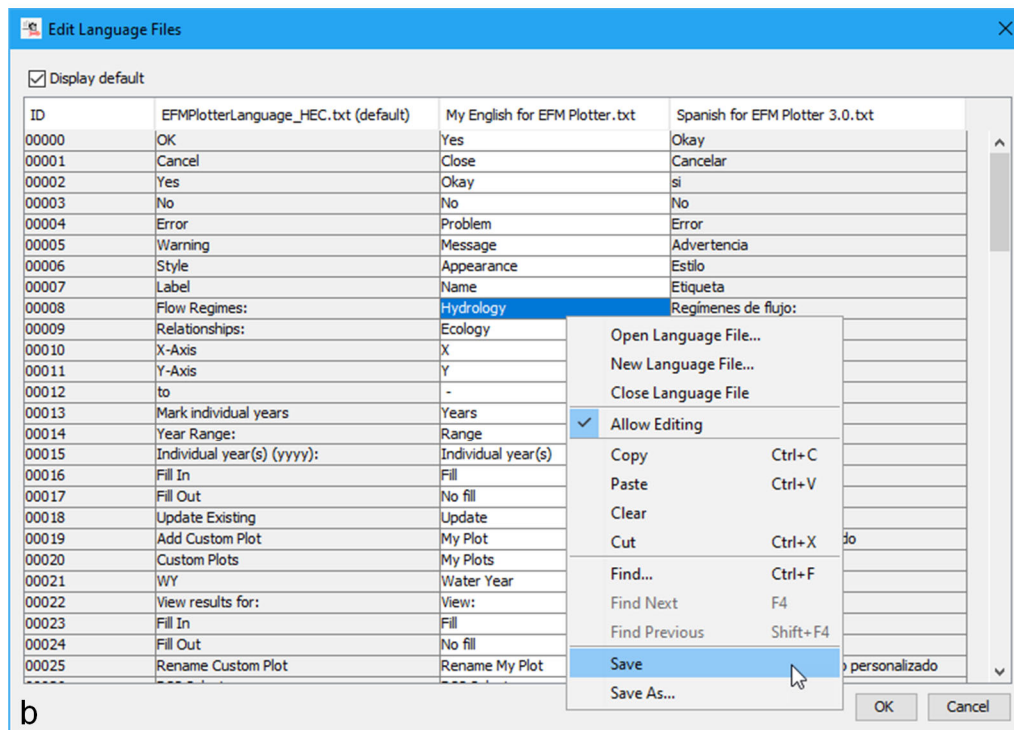 Edit Language Files
Display default
ID EFMPlotterLanguage_HEC.txt (default) My English for EFM Plotter.txt Spanish for EFM Plotter 3.0.txt
00000 OK Yes Okay
00001 Cancel Close Cancelar
00002 Yes Okay si
00003 No No No
00004 Error Problem Error
00005 Warning Message Advertencia
00006 Style Appearance Estilo
00007 Label Name Etiqueta
00008 Flow Regimes: Hydrology Regímenes de flujo:
00009 Relationships: Ecology
00010 X-Axis X
00011 Y-Axis Y
00012 to -
00013 Mark individual years Years
00014 Year Range: Range
00015 Individual year(s) (yyyy): Individual year(s)
00016 Fill In Fill
00017 Fill Out No fill
00018 Update Existing Update
00019 Add Custom Plot My Plot do
00020 Custom Plots My Plots
00021 WY Water Year
00022 View results for: View:
00023 Fill In Fill
00024 Fill Out No fill
00025 Rename Custom Plot Rename My Plot personalizado
Open Language File...
New Language File...
Close Language File
Allow Editing
Copy Ctrl+C
Paste Ctrl+V
Clear
Cut Ctrl+X
Find... Ctrl+F
Find Next F4
Find Previous Shift+F4
Save
Save As...
OK Cancel
b